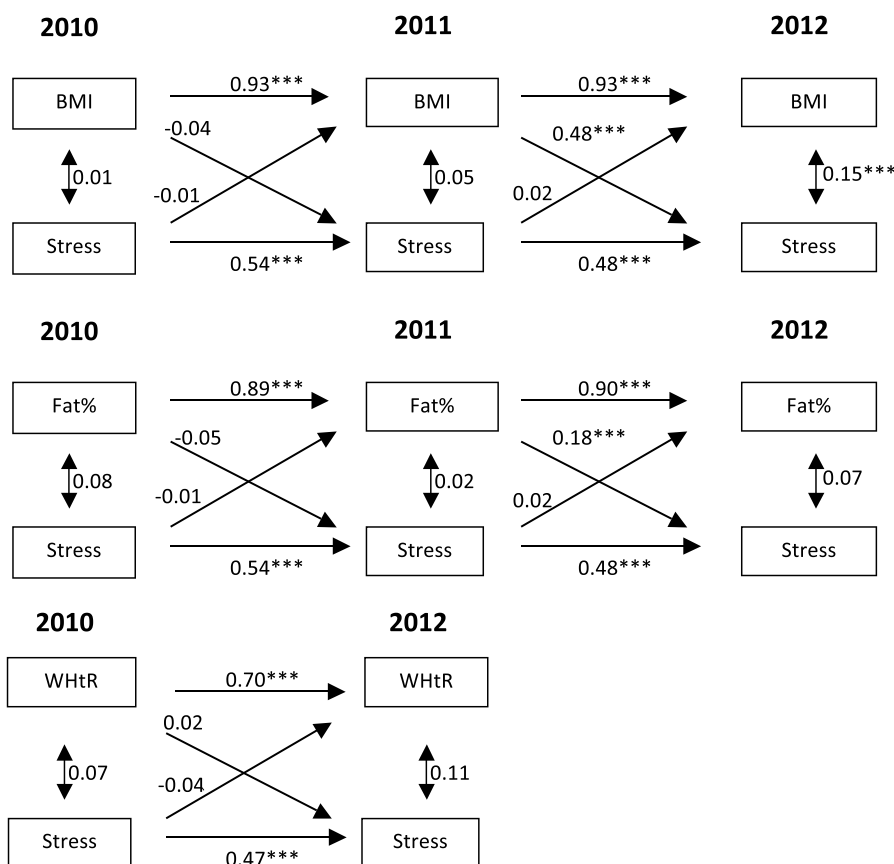 2010 2011 2012
0.93*** 0.93***
BMI BMI BMI
-0.04 0.48***
0.01 0.05 0.15***
-0.01 0.02
Stress Stress Stress
0.54*** 0.48***
2010 2011 2012
0.89*** 0.90***
Fat% Fat% Fat%
-0.05 0.18***
0.08 0.02 0.07
-0.01 0.02
Stress Stress Stress
0.54*** 0.48***
2010 2012
WHtR 0.70*** WHtR
0.02
0.07 0.11
-0.04
Stress Stress
0.47***